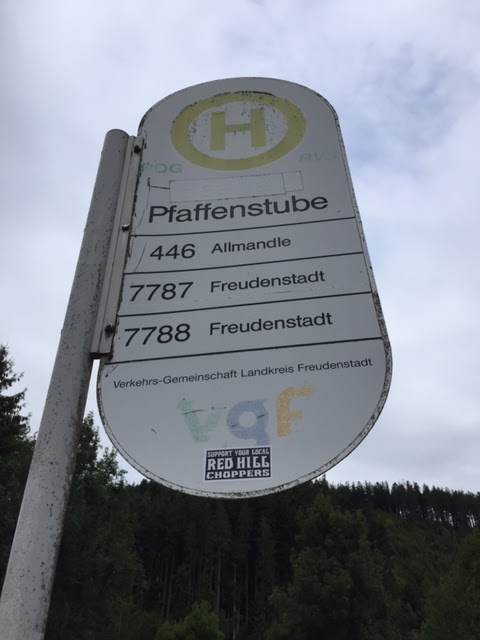 H
Pfaffenstube
446 Allmandle
7787 Freudenstadt
7788 Freudenstadt
Verkehrs-Gemeinschaft Landkreis Freudenstadt
vgf
SUPPORT YOUR LOCAL
RED HILL
CHOPPERS